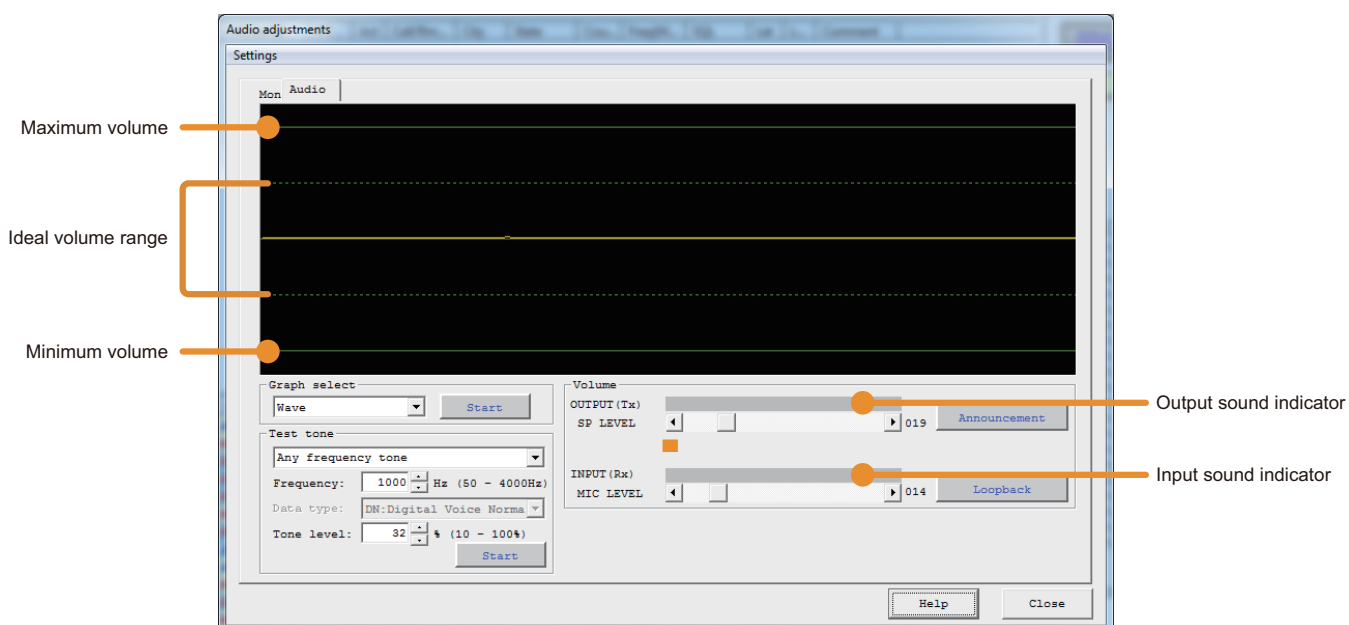 Audio adjustments
Settings
Mon Audio
Maximum volume
Ideal volume range
Minimum volume
Graph select
Wave
Start
Test tone
Any frequency tone
Frequency: 1000 Hz (50 - 4000Hz)
Data type: DN:Digital Voice Norma
Tone level: 32 % (10 - 100%)
Start
Volume
OUTPUT(Tx)
SP LEVEL 019 Announcement
INPUT(Rx)
MIC LEVEL 014 Loopback
Output sound indicator
Input sound indicator
Help Close